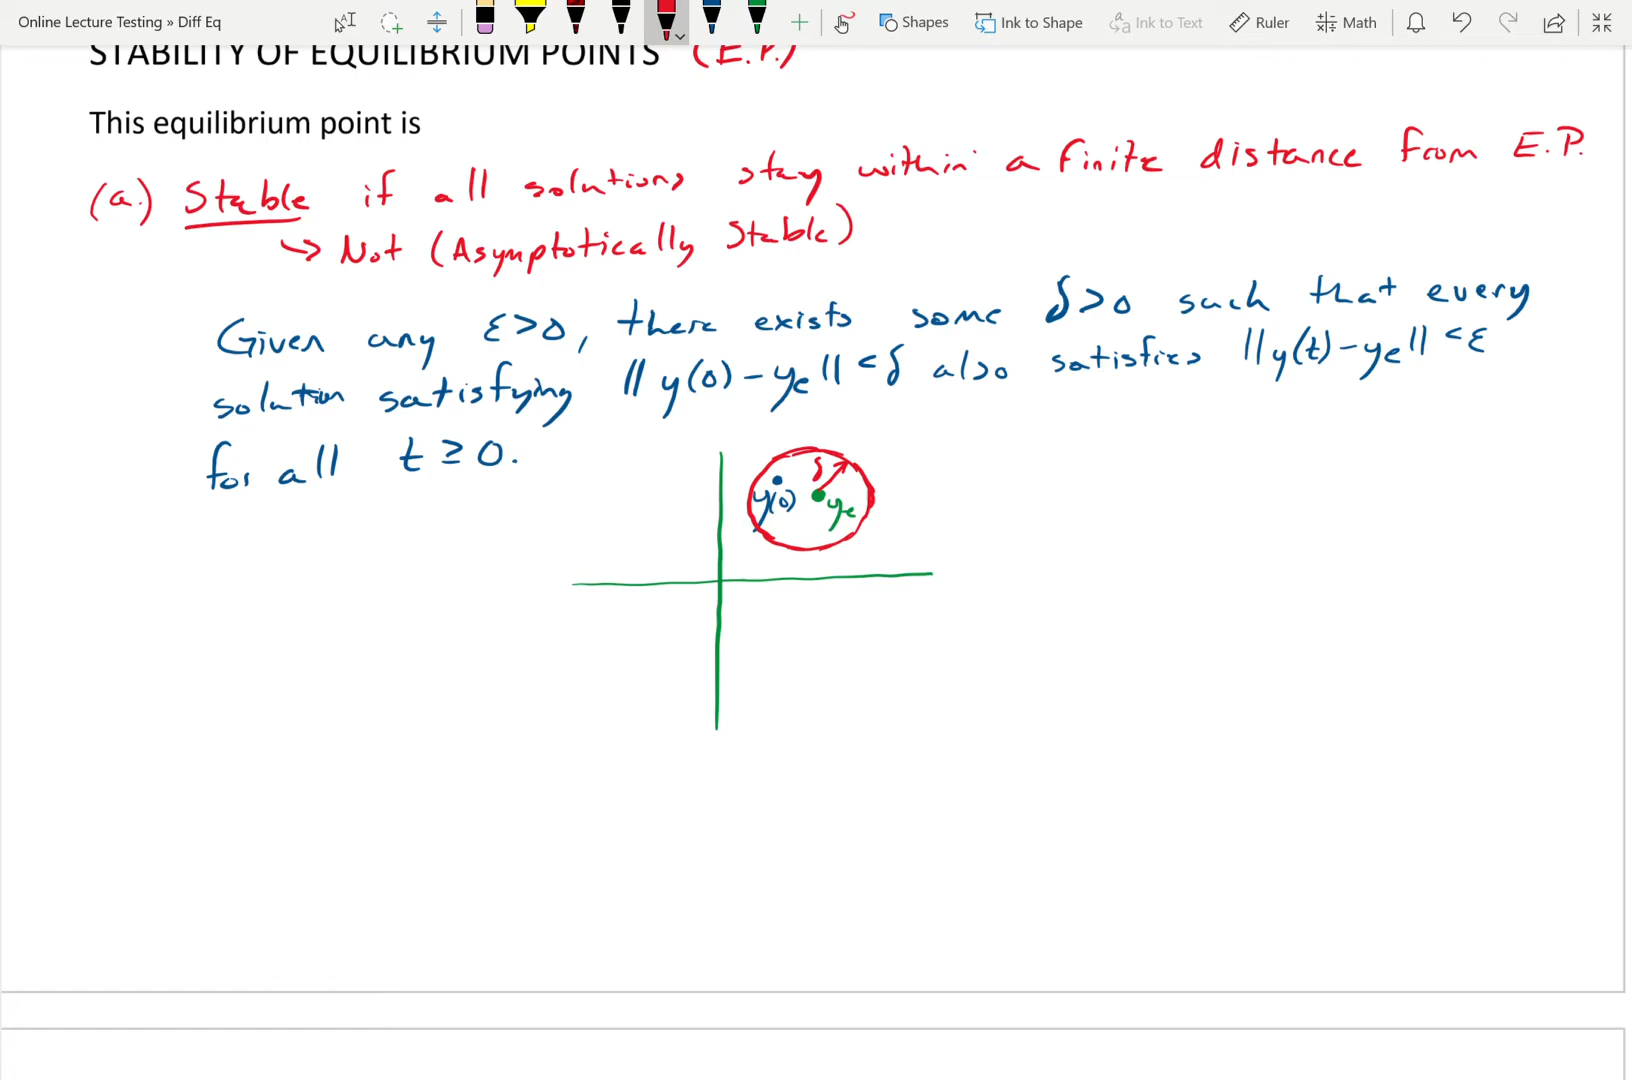 Online Lecture Testing » Diff Eq
Shapes
Ink to Shape
Ink to Text
Ruler
Math
STABILITY OF EQUILIBRIUM POINTS (E.P.)
This equilibrium point is
(a.) Stable if all solutions stay within a finite distance from E.P.
↳ Not (Asymptotically Stable)
Given any ε>0, there exists some δ>0 such that every
solution satisfying ||y(0)-yₑ||<δ also satisfies ||y(t)-yₑ||<ε
for all t ≥ 0.
δ
y(0)
yₑ